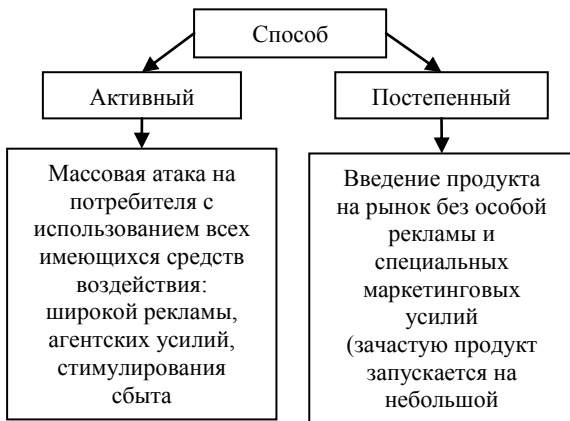 Способ
Активный
Постепенный
Массовая атака на
потребителя с
использованием всех
имеющихся средств
воздействия:
широкой рекламы,
агентских усилий,
стимулирования
сбыта
Введение продукта
на рынок без особой
рекламы и
специальных
маркетинговых
усилий
(зачастую продукт
запускается на
небольшой